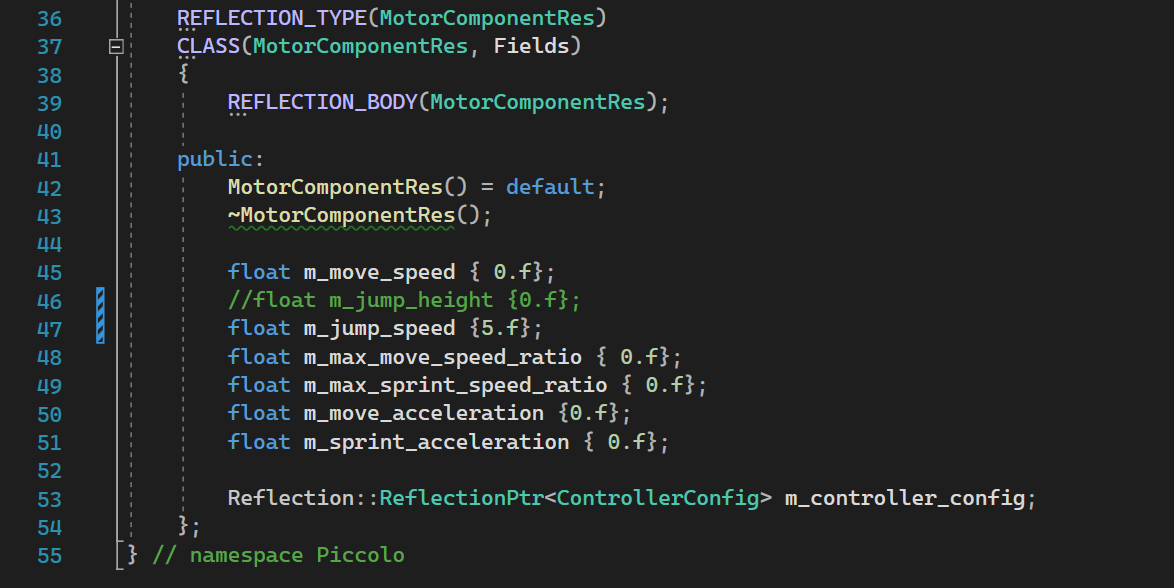 36 REFLECTION_TYPE(MotorComponentRes)
37 CLASS(MotorComponentRes, Fields)
38 {
39 REFLECTION_BODY(MotorComponentRes);
40
41 public:
42 MotorComponentRes() = default;
43 ~MotorComponentRes();
44
45 float m_move_speed { 0.f};
46 //float m_jump_height {0.f};
47 float m_jump_speed {5.f};
48 float m_max_move_speed_ratio { 0.f};
49 float m_max_sprint_speed_ratio { 0.f};
50 float m_move_acceleration {0.f};
51 float m_sprint_acceleration { 0.f};
52
53 Reflection::ReflectionPtr<ControllerConfig> m_controller_config;
54 };
55 } // namespace Piccolo